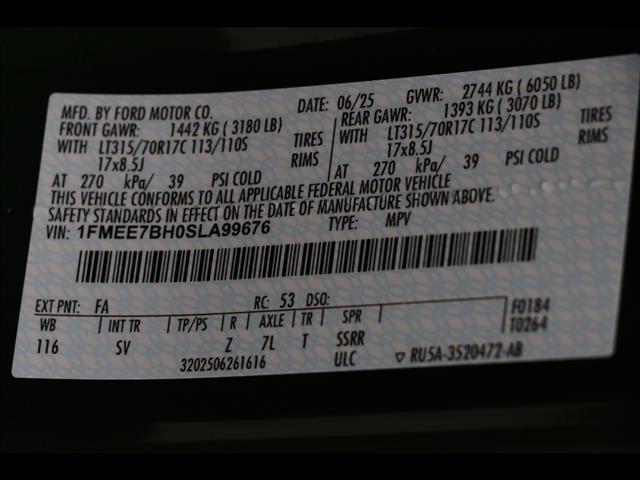 MFD. BY FORD MOTOR CO. DATE: 06/25 GVWR: 2744 KG ( 6050 LB)
FRONT GAWR: 1442 KG ( 3180 LB) REAR GAWR: 1393 KG ( 3070 LB)
WITH LT315/70R17C 113/110S TIRES WITH LT315/70R17C 113/110S TIRES
17x8.5J RIMS 17x8.5J RIMS
AT 270 kPa/ 39 PSI COLD AT 270 kPa/ 39 PSI COLD
THIS VEHICLE CONFORMS TO ALL APPLICABLE FEDERAL MOTOR VEHICLE
SAFETY STANDARDS IN EFFECT ON THE DATE OF MANUFACTURE SHOWN ABOVE.
VIN: 1FMEE7BH0SLA99676 TYPE: MPV
EXT PNT: FA RC: 53 DSO: F0184
WB INT TR TP/PS R AXLE TR SPR T0264
116 SV Z 7L T SSRR
3202506261616 ULC ▽ RU5A-3520472-AB